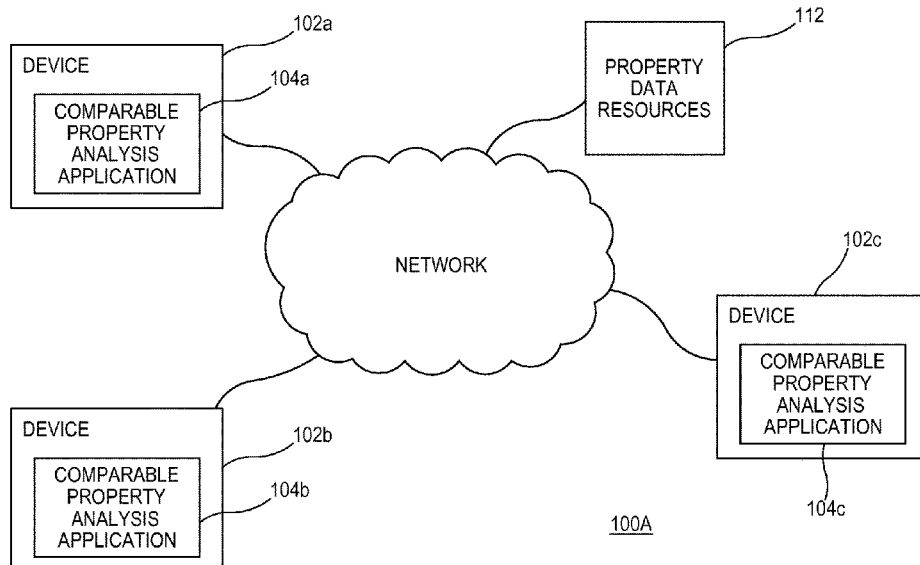 102a
DEVICE
104a
COMPARABLE
PROPERTY
ANALYSIS
APPLICATION
112
PROPERTY
DATA
RESOURCES
NETWORK
102c
DEVICE
COMPARABLE
PROPERTY
ANALYSIS
APPLICATION
104c
DEVICE
102b
COMPARABLE
PROPERTY
ANALYSIS
APPLICATION
104b
100A